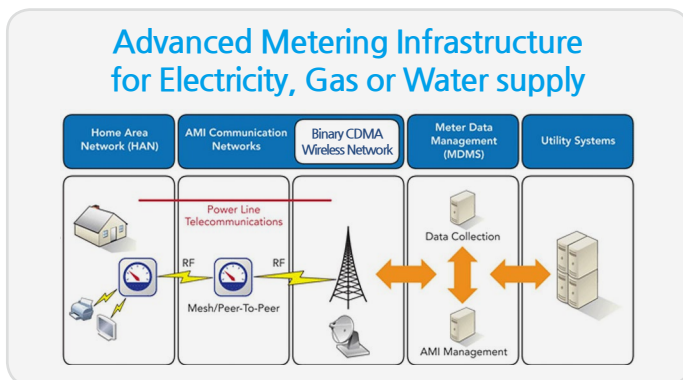 Advanced Metering Infrastructure
for Electricity, Gas or Water supply
Home Area
Network (HAN)
AMI Communication
Networks
Binary CDMA
Wireless Network
Meter Data
Management
(MDMS)
Utility Systems
Power Line
Telecommunications
RF
RF
Mesh/Peer-To-Peer
Data Collection
AMI Management